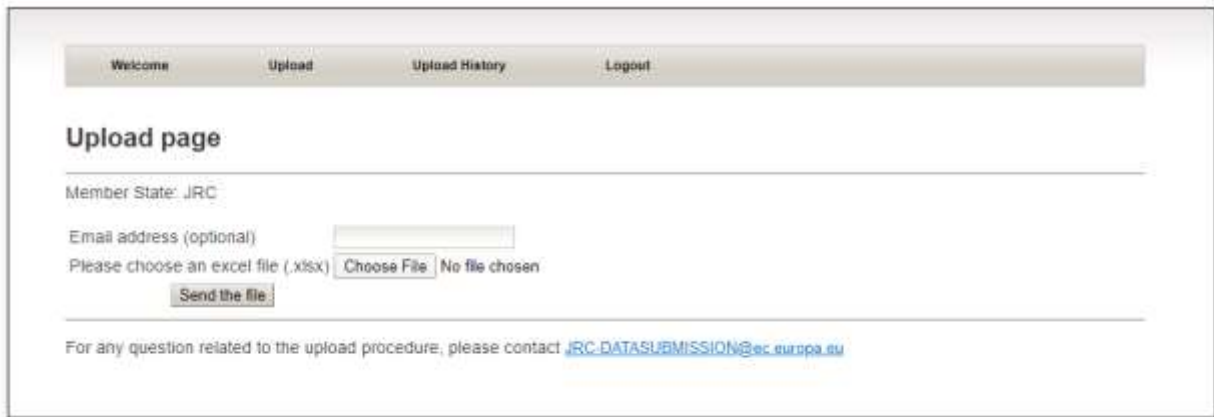 Welcome Upload Upload History Logout
Upload page
Member State: JRC
Email address (optional)
Please choose an excel file (.xlsx) Choose File No file chosen
Send the file
For any question related to the upload procedure, please contact JRC-DATASUBMISSION@ec.europa.eu